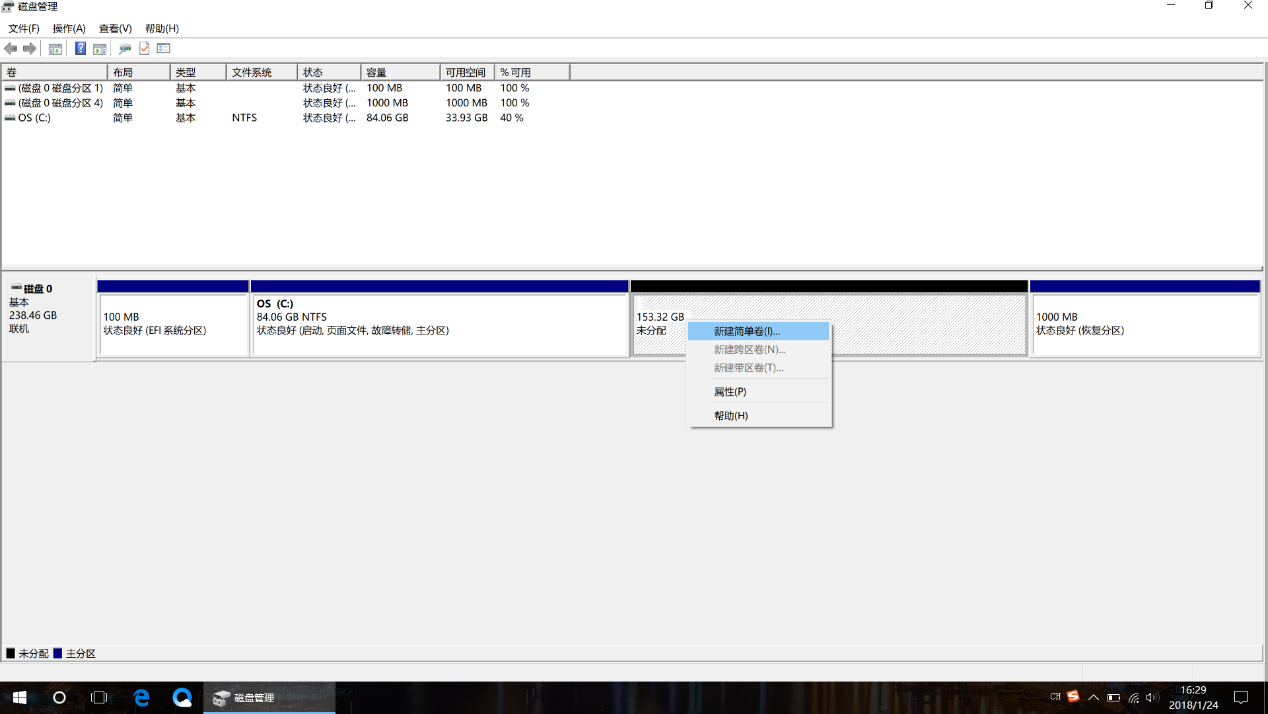 磁盘管理
文件(F) 操作(A) 查看(V) 帮助(H)
卷 布局 类型 文件系统 状态 容量 可用空间 % 可用
(磁盘 0 磁盘分区 1) 简单 基本 状态良好 (... 100 MB 100 MB 100 %
(磁盘 0 磁盘分区 4) 简单 基本 状态良好 (... 1000 MB 1000 MB 100 %
OS (C:) 简单 基本 NTFS 状态良好 (... 84.06 GB 33.93 GB 40 %
磁盘 0
基本
238.46 GB
联机
100 MB
状态良好 (EFI 系统分区)
OS (C:)
84.06 GB NTFS
状态良好 (启动, 页面文件, 故障转储, 主分区)
153.32 GB
未分配
新建简单卷(I)...
新建跨区卷(N)...
新建带区卷(T)...
属性(P)
帮助(H)
1000 MB
状态良好 (恢复分区)
未分配 主分区
磁盘管理
CH
16:29
2018/1/24